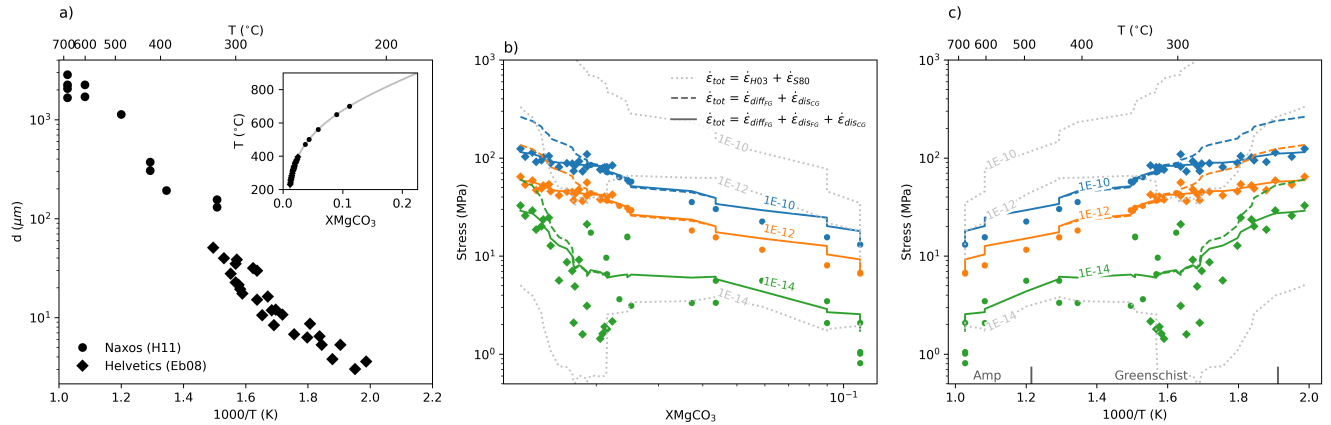 a)
T (°C)
700 600 500 400 300 200
d (μm)
10³
10²
10¹
T (°C)
800
600
400
200
0.0 0.1 0.2
XMgCO₃
Naxos (H11)
Helvetics (Eb08)
1.0 1.2 1.4 1.6 1.8 2.0 2.2
1000/T (K)
b)
Stress (MPa)
10³
10²
10¹
10⁰
ε̇tot = ε̇H03 + ε̇S80
ε̇tot = ε̇diffFG + ε̇disCG
ε̇tot = ε̇diffFG + ε̇disFG + ε̇disCG
1E-10
1E-12
1E-10
1E-12
1E-14
1E-14
10⁻¹
XMgCO₃
c)
T (°C)
700 600 500 400 300
Stress (MPa)
10³
10²
10¹
10⁰
1E-10
1E-12
1E-10
1E-12
1E-14
1E-14
Amp
Greenschist
1.0 1.2 1.4 1.6 1.8 2.0
1000/T (K)